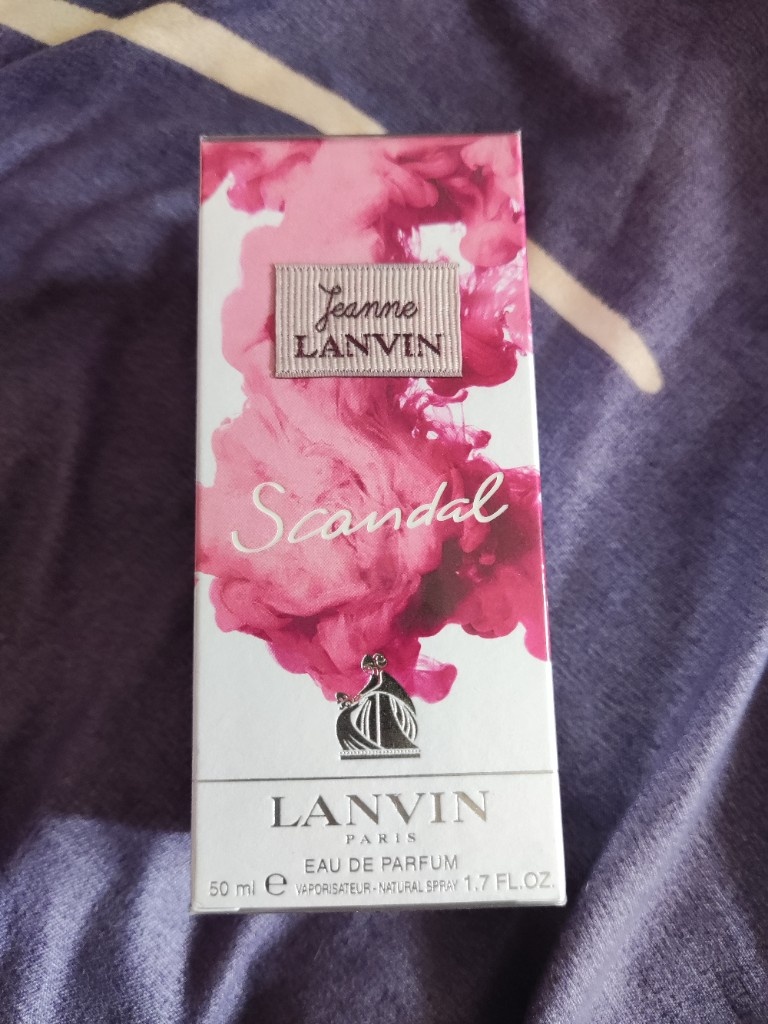 Jeanne
LANVIN
Scandal
LANVIN
PARIS
EAU DE PARFUM
50 ml e VAPORISATEUR - NATURAL SPRAY 1.7 FL.OZ.